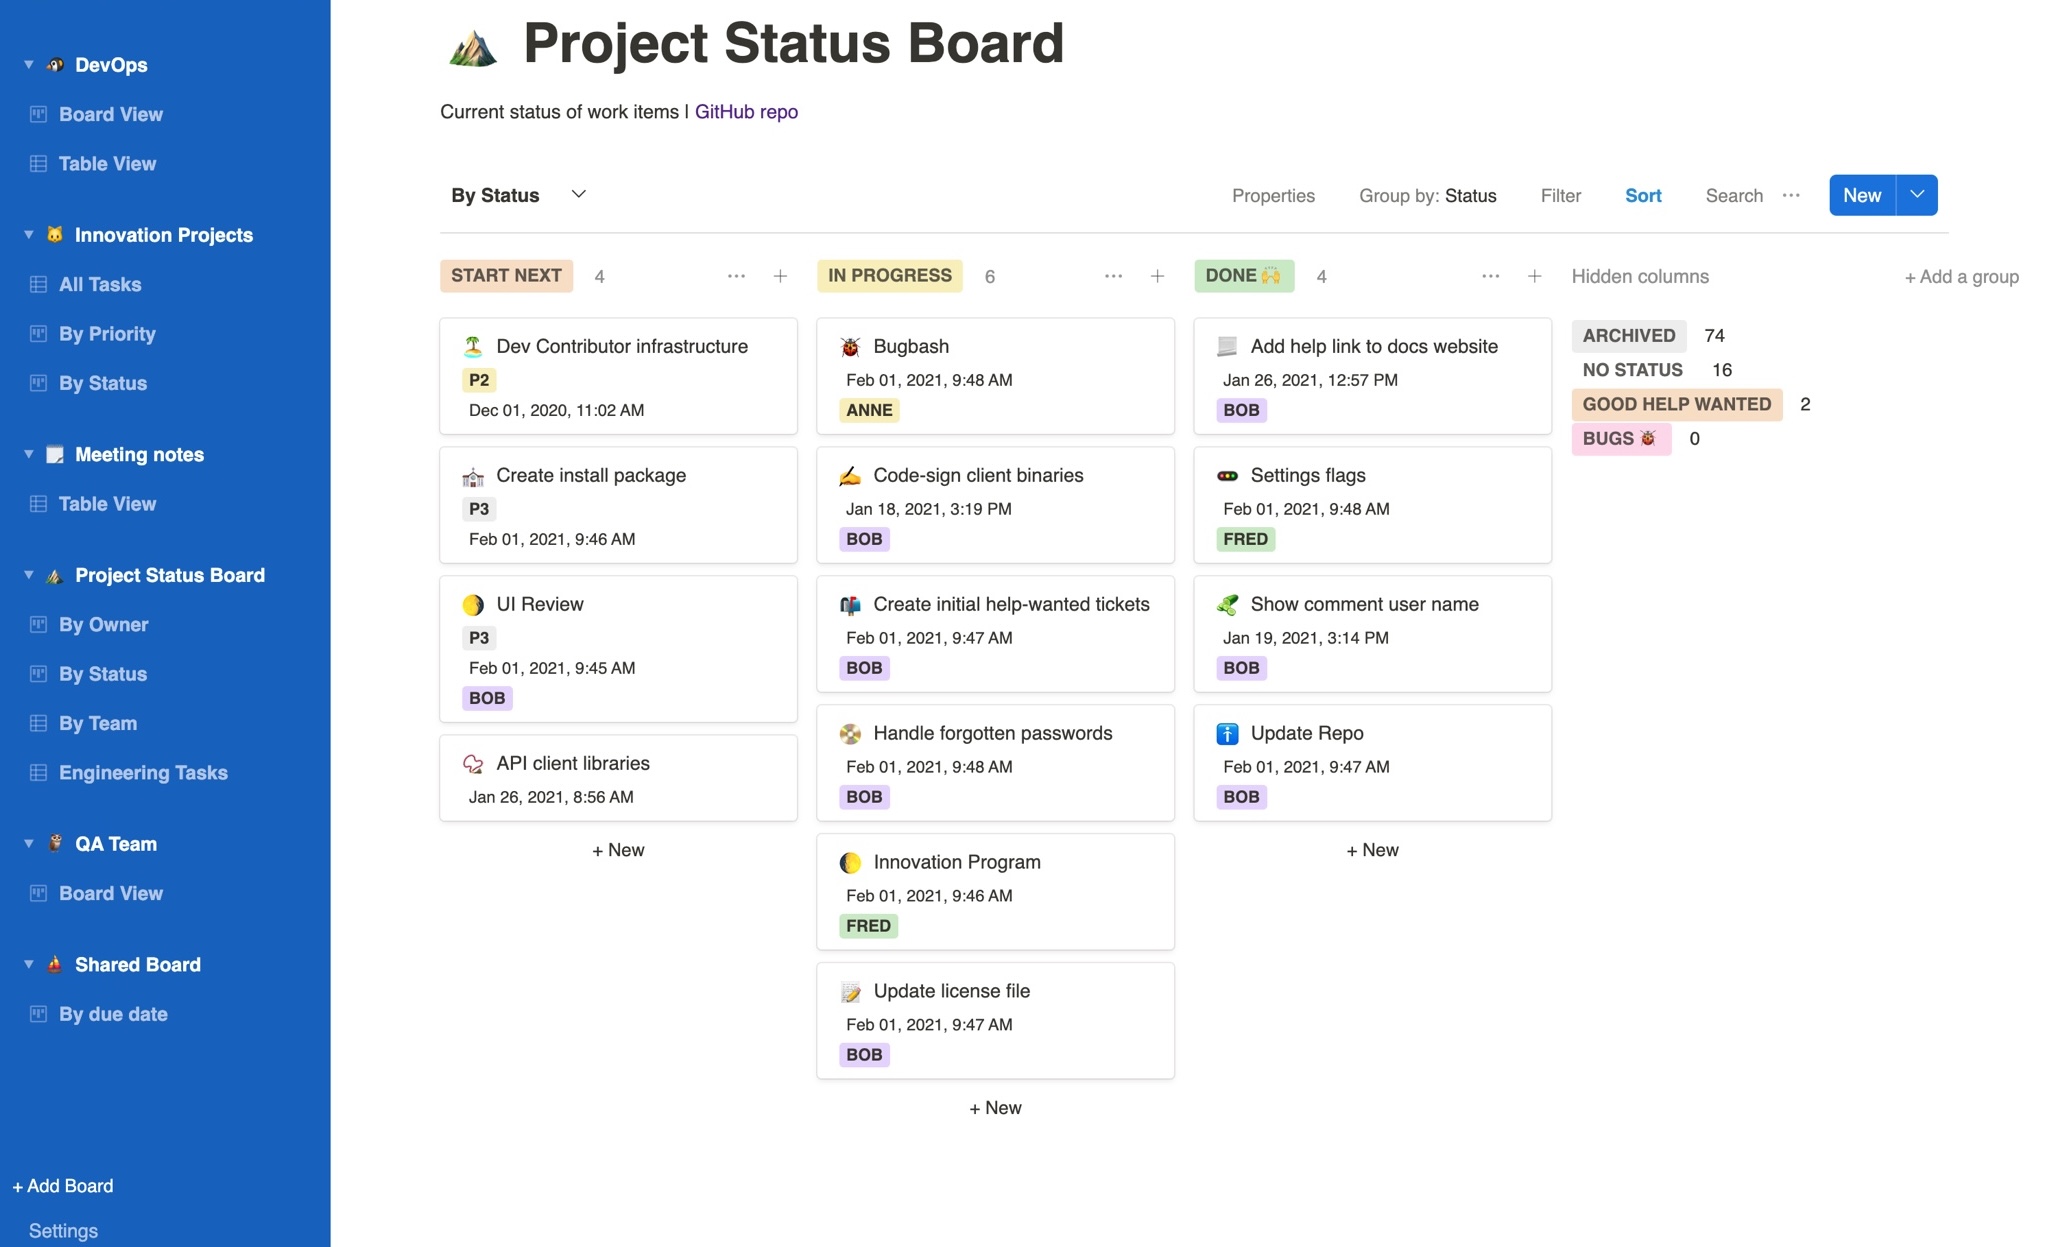 DevOps
Board View
Table View
Innovation Projects
All Tasks
By Priority
By Status
Meeting notes
Table View
Project Status Board
By Owner
By Status
By Team
Engineering Tasks
QA Team
Board View
Shared Board
By due date
+ Add Board
Settings
Project Status Board
Current status of work items | GitHub repo
By Status
Properties Group by: Status Filter Sort Search ··· New
START NEXT 4 ··· +
Dev Contributor infrastructure
P2
Dec 01, 2020, 11:02 AM
Create install package
P3
Feb 01, 2021, 9:46 AM
UI Review
P3
Feb 01, 2021, 9:45 AM
BOB
API client libraries
Jan 26, 2021, 8:56 AM
+ New
IN PROGRESS 6 ··· +
Bugbash
Feb 01, 2021, 9:48 AM
ANNE
Code-sign client binaries
Jan 18, 2021, 3:19 PM
BOB
Create initial help-wanted tickets
Feb 01, 2021, 9:47 AM
BOB
Handle forgotten passwords
Feb 01, 2021, 9:48 AM
BOB
Innovation Program
Feb 01, 2021, 9:46 AM
FRED
Update license file
Feb 01, 2021, 9:47 AM
BOB
+ New
DONE 🙌 4 ··· +
Add help link to docs website
Jan 26, 2021, 12:57 PM
BOB
Settings flags
Feb 01, 2021, 9:48 AM
FRED
Show comment user name
Jan 19, 2021, 3:14 PM
BOB
Update Repo
Feb 01, 2021, 9:47 AM
BOB
+ New
Hidden columns
+ Add a group
ARCHIVED 74
NO STATUS 16
GOOD HELP WANTED 2
BUGS 🐞 0